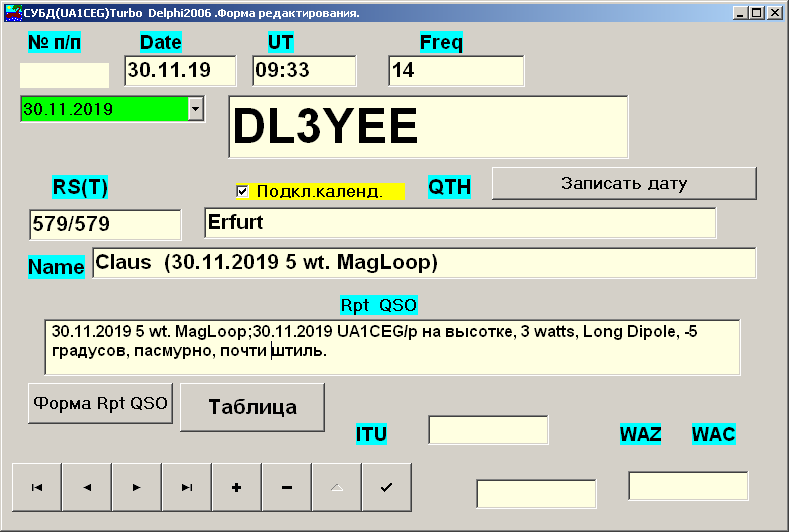 СУБД(UA1CEG)Turbo Delphi2006 .Форма редактирования.
№ п/п Date UT Freq
30.11.19 09:33 14
30.11.2019
DL3YEE
RS(T) Подкл.календ. QTH Записать дату
579/579 Erfurt
Name Claus (30.11.2019 5 wt. MagLoop)
Rpt QSO
30.11.2019 5 wt. MagLoop;30.11.2019 UA1CEG/p на высотке, 3 watts, Long Dipole, -5
градусов, пасмурно, почти штиль.
Форма Rpt QSO Таблица
ITU WAZ WAC